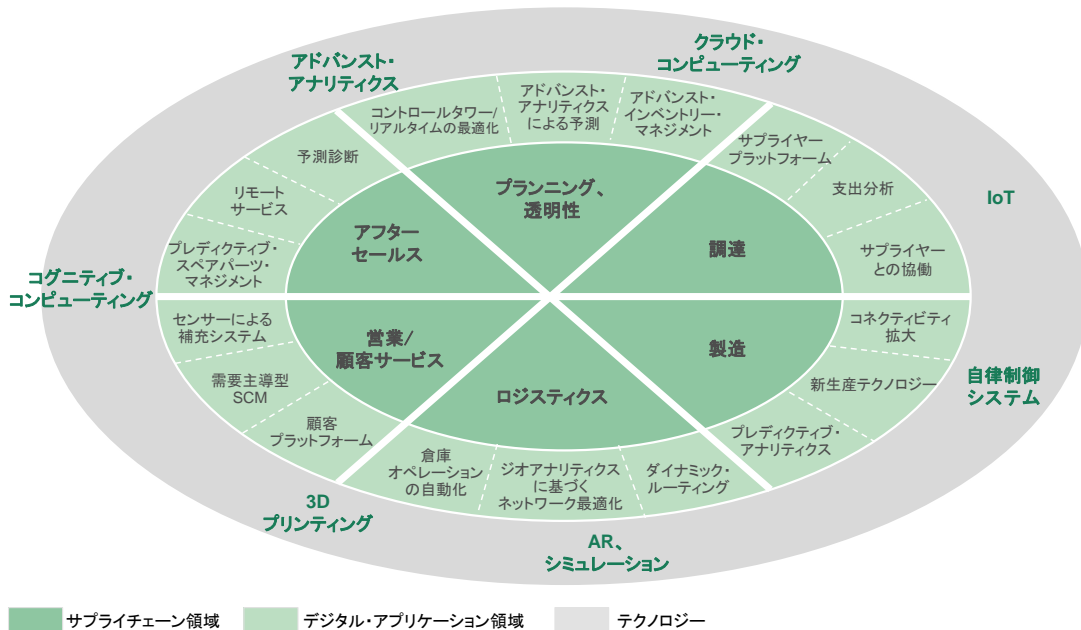 クラウド・
コンピューティング
アドバンスト・
アナリティクス
コントロールタワー/
リアルタイムの最適化
アドバンスト・
アナリティクス
による予測
アドバンスト・
インベントリー・
マネジメント
サプライヤー
プラットフォーム
支出分析
サプライヤー
との協働
IoT
予測診断
リモート
サービス
プレディクティブ・
スペアパーツ・
マネジメント
プランニング、
透明性
アフター
セールス
調達
コグニティブ・
コンピューティング
センサーによる
補充システム
需要主導型
SCM
顧客
プラットフォーム
営業/
顧客サービス
ロジスティクス
製造
コネクティビティ
拡大
新生産テクノロジー
プレディクティブ・
アナリティクス
自律制御
システム
倉庫
オペレーション
の自動化
ジオアナリティクス
に基づく
ネットワーク最適化
ダイナミック・
ルーティング
3D
プリンティング
AR、
シミュレーション
サプライチェーン領域
デジタル・アプリケーション領域
テクノロジー